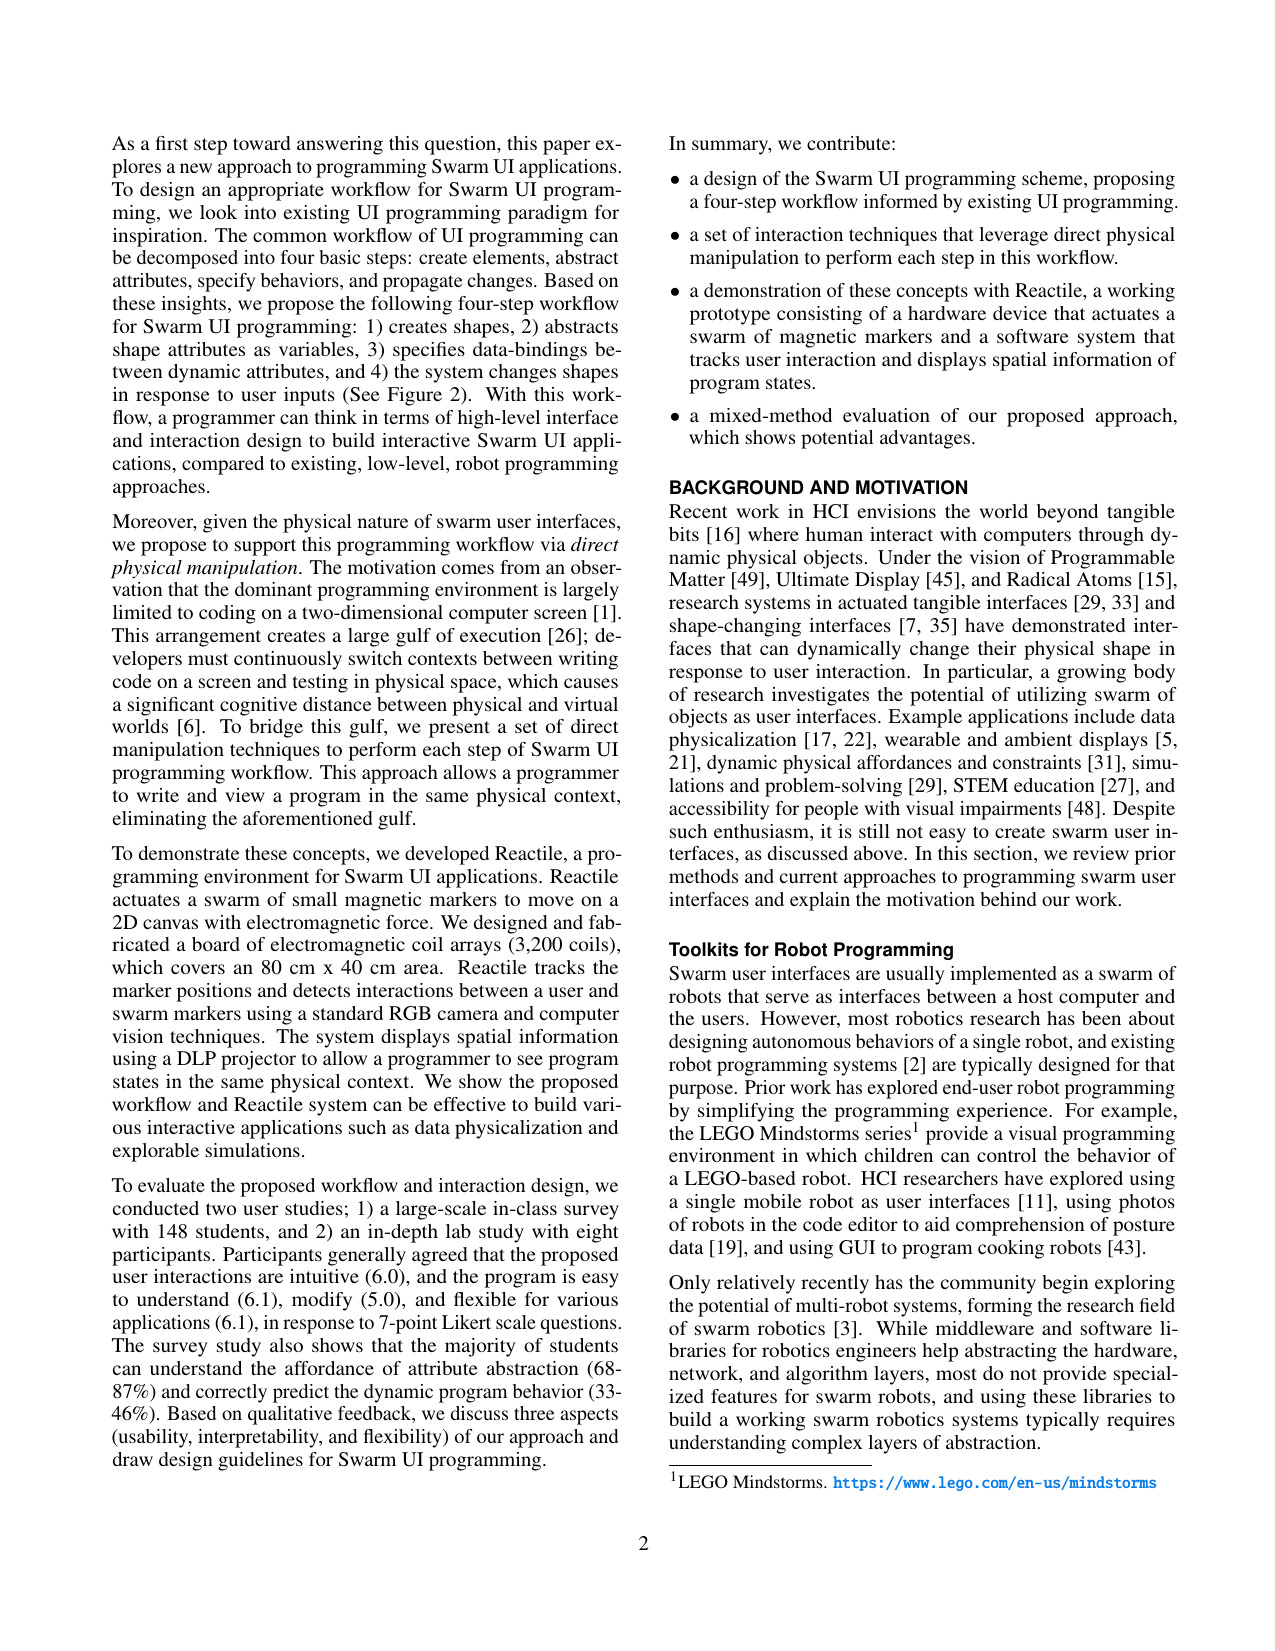 As a first step toward answering this question, this paper ex-
plores a new approach to programming Swarm UI applications.
To design an appropriate workflow for Swarm UI program-
ming, we look into existing UI programming paradigm for
inspiration. The common workflow of UI programming can
be decomposed into four basic steps: create elements, abstract
attributes, specify behaviors, and propagate changes. Based on
these insights, we propose the following four-step workflow
for Swarm UI programming: 1) creates shapes, 2) abstracts
shape attributes as variables, 3) specifies data-bindings be-
tween dynamic attributes, and 4) the system changes shapes
in response to user inputs (See Figure 2). With this work-
flow, a programmer can think in terms of high-level interface
and interaction design to build interactive Swarm UI appli-
cations, compared to existing, low-level, robot programming
approaches.
Moreover, given the physical nature of swarm user interfaces,
we propose to support this programming workflow via direct
physical manipulation. The motivation comes from an obser-
vation that the dominant programming environment is largely
limited to coding on a two-dimensional computer screen [1].
This arrangement creates a large gulf of execution [26]; de-
velopers must continuously switch contexts between writing
code on a screen and testing in physical space, which causes
a significant cognitive distance between physical and virtual
worlds [6]. To bridge this gulf, we present a set of direct
manipulation techniques to perform each step of Swarm UI
programming workflow. This approach allows a programmer
to write and view a program in the same physical context,
eliminating the aforementioned gulf.
To demonstrate these concepts, we developed Reactile, a pro-
gramming environment for Swarm UI applications. Reactile
actuates a swarm of small magnetic markers to move on a
2D canvas with electromagnetic force. We designed and fab-
ricated a board of electromagnetic coil arrays (3,200 coils),
which covers an 80 cm x 40 cm area. Reactile tracks the
marker positions and detects interactions between a user and
swarm markers using a standard RGB camera and computer
vision techniques. The system displays spatial information
using a DLP projector to allow a programmer to see program
states in the same physical context. We show the proposed
workflow and Reactile system can be effective to build vari-
ous interactive applications such as data physicalization and
explorable simulations.
To evaluate the proposed workflow and interaction design, we
conducted two user studies; 1) a large-scale in-class survey
with 148 students, and 2) an in-depth lab study with eight
participants. Participants generally agreed that the proposed
user interactions are intuitive (6.0), and the program is easy
to understand (6.1), modify (5.0), and flexible for various
applications (6.1), in response to 7-point Likert scale questions.
The survey study also shows that the majority of students
can understand the affordance of attribute abstraction (68-
87%) and correctly predict the dynamic program behavior (33-
46%). Based on qualitative feedback, we discuss three aspects
(usability, interpretability, and flexibility) of our approach and
draw design guidelines for Swarm UI programming.
In summary, we contribute:
• a design of the Swarm UI programming scheme, proposing
a four-step workflow informed by existing UI programming.
• a set of interaction techniques that leverage direct physical
manipulation to perform each step in this workflow.
• a demonstration of these concepts with Reactile, a working
prototype consisting of a hardware device that actuates a
swarm of magnetic markers and a software system that
tracks user interaction and displays spatial information of
program states.
• a mixed-method evaluation of our proposed approach,
which shows potential advantages.
BACKGROUND AND MOTIVATION
Recent work in HCI envisions the world beyond tangible
bits [16] where human interact with computers through dy-
namic physical objects. Under the vision of Programmable
Matter [49], Ultimate Display [45], and Radical Atoms [15],
research systems in actuated tangible interfaces [29, 33] and
shape-changing interfaces [7, 35] have demonstrated inter-
faces that can dynamically change their physical shape in
response to user interaction. In particular, a growing body
of research investigates the potential of utilizing swarm of
objects as user interfaces. Example applications include data
physicalization [17, 22], wearable and ambient displays [5,
21], dynamic physical affordances and constraints [31], simu-
lations and problem-solving [29], STEM education [27], and
accessibility for people with visual impairments [48]. Despite
such enthusiasm, it is still not easy to create swarm user in-
terfaces, as discussed above. In this section, we review prior
methods and current approaches to programming swarm user
interfaces and explain the motivation behind our work.
Toolkits for Robot Programming
Swarm user interfaces are usually implemented as a swarm of
robots that serve as interfaces between a host computer and
the users. However, most robotics research has been about
designing autonomous behaviors of a single robot, and existing
robot programming systems [2] are typically designed for that
purpose. Prior work has explored end-user robot programming
by simplifying the programming experience. For example,
the LEGO Mindstorms series1 provide a visual programming
environment in which children can control the behavior of
a LEGO-based robot. HCI researchers have explored using
a single mobile robot as user interfaces [11], using photos
of robots in the code editor to aid comprehension of posture
data [19], and using GUI to program cooking robots [43].
Only relatively recently has the community begin exploring
the potential of multi-robot systems, forming the research field
of swarm robotics [3]. While middleware and software li-
braries for robotics engineers help abstracting the hardware,
network, and algorithm layers, most do not provide special-
ized features for swarm robots, and using these libraries to
build a working swarm robotics systems typically requires
understanding complex layers of abstraction.
1LEGO Mindstorms. https://www.lego.com/en-us/mindstorms
2